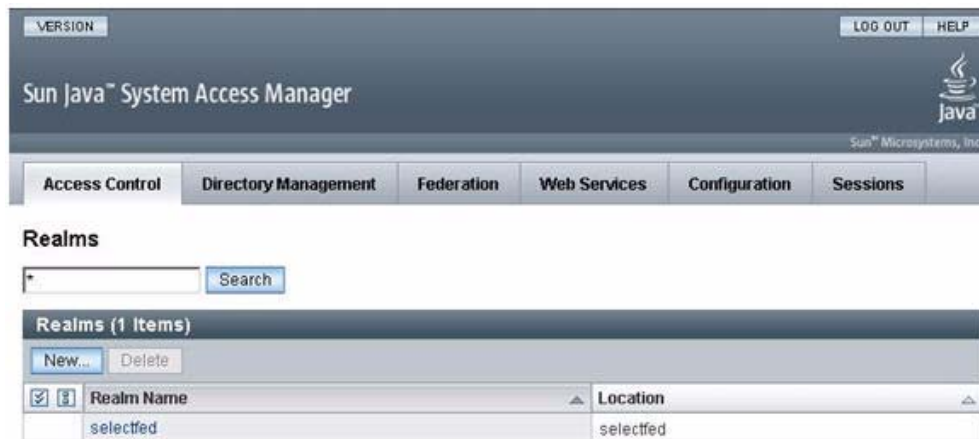 VERSION
LOG OUT HELP
Sun Java™ System Access Manager
Java
Sun™ Microsystems, Inc
Access Control Directory Management Federation Web Services Configuration Sessions
Realms
* Search
Realms (1 Items)
New... Delete
Realm Name Location
selectfed selectfed